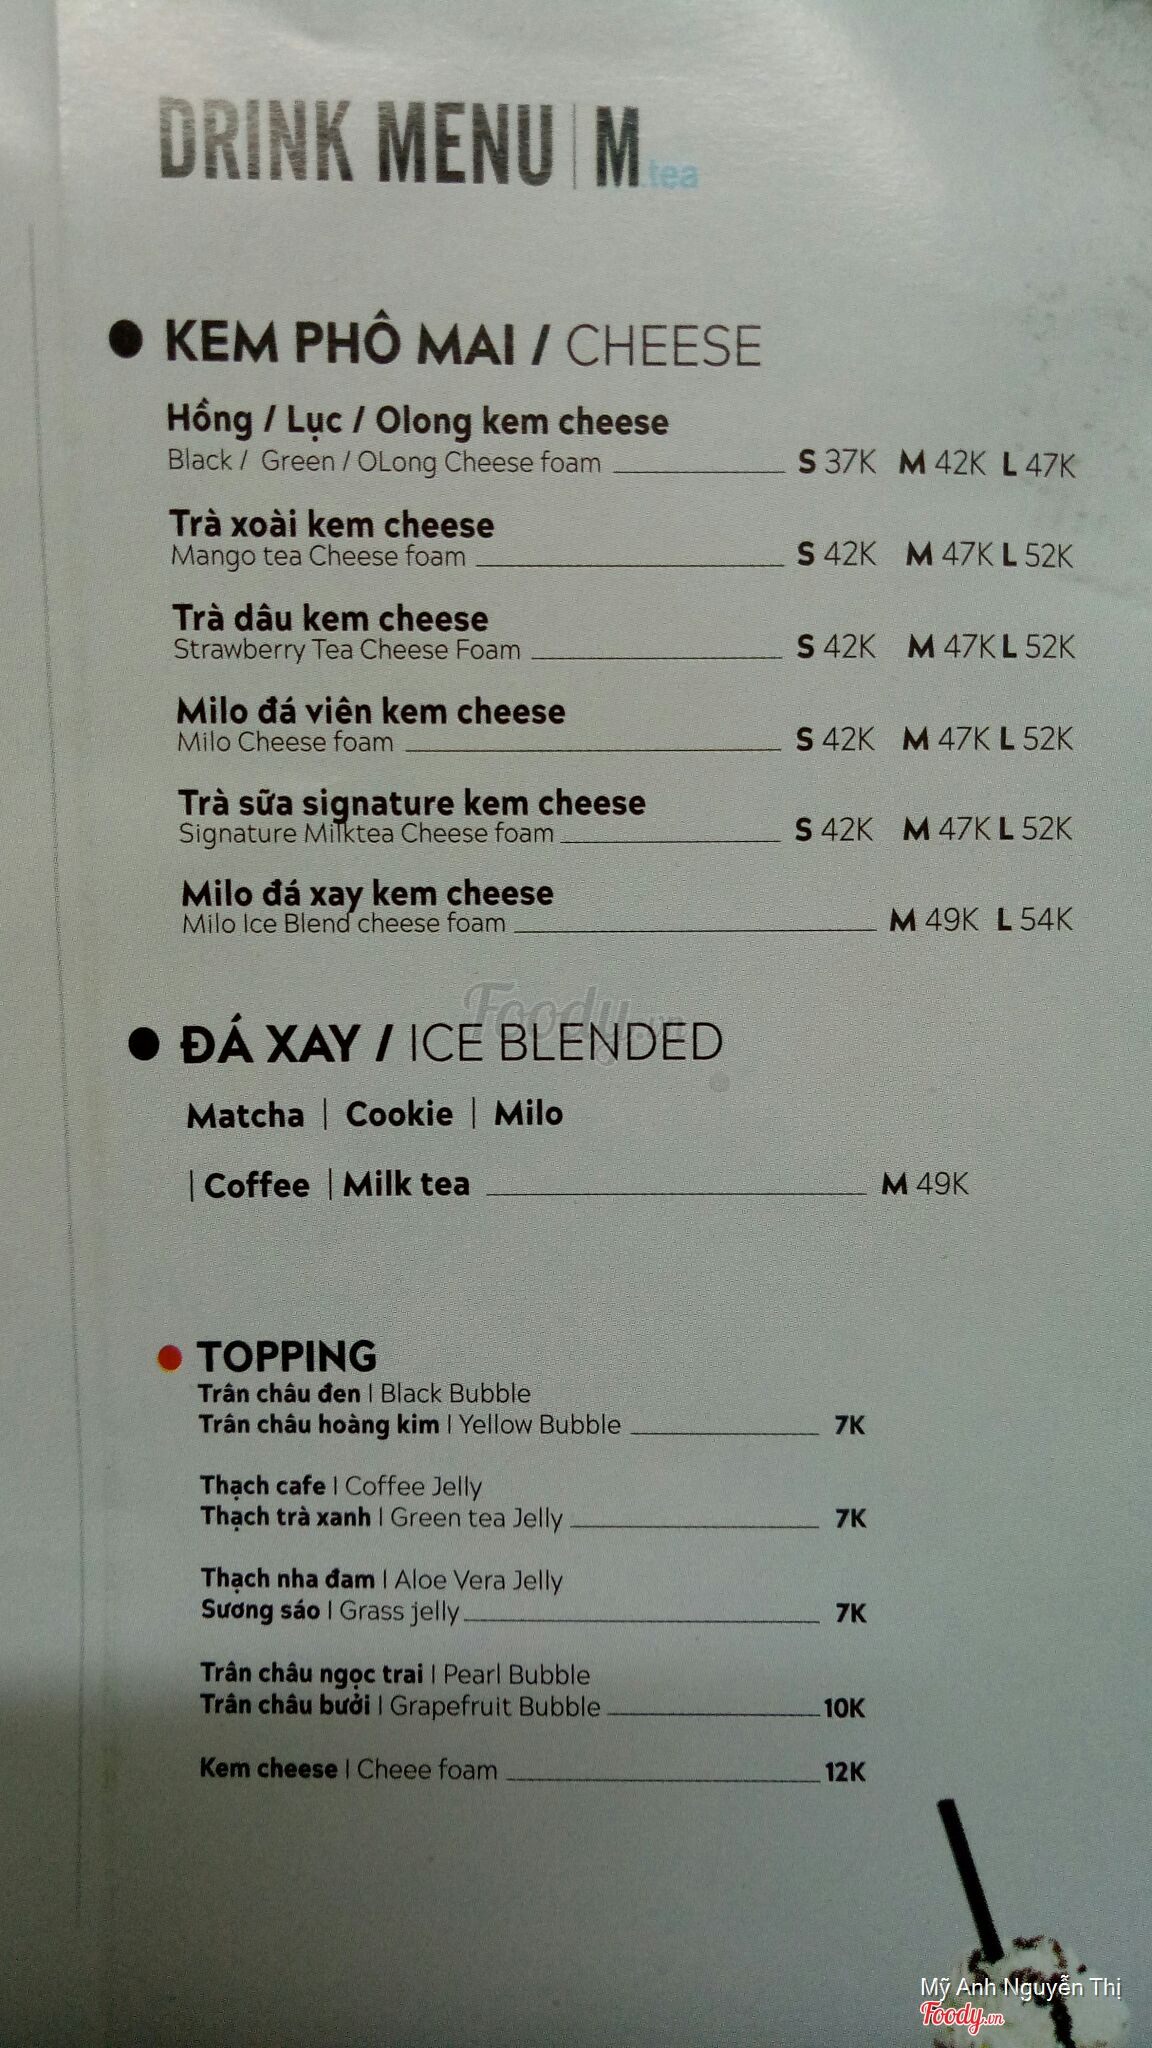 DRINK MENU | M.tea
KEM PHÔ MAI / CHEESE
Hồng / Lục / Olong kem cheese
Black / Green / OLong Cheese foam S 37K M 42K L 47K
Trà xoài kem cheese
Mango tea Cheese foam S 42K M 47K L 52K
Trà dâu kem cheese
Strawberry Tea Cheese Foam S 42K M 47K L 52K
Milo đá viên kem cheese
Milo Cheese foam S 42K M 47K L 52K
Trà sữa signature kem cheese
Signature Milktea Cheese foam S 42K M 47K L 52K
Milo đá xay kem cheese
Milo Ice Blend cheese foam M 49K L 54K
Foody.vn
ĐÁ XAY / ICE BLENDED
Matcha | Cookie | Milo
| Coffee | Milk tea M 49K
TOPPING
Trân châu đen | Black Bubble
Trân châu hoàng kim | Yellow Bubble 7K
Thạch cafe | Coffee Jelly
Thạch trà xanh | Green tea Jelly 7K
Thạch nha đam | Aloe Vera Jelly
Sương sáo | Grass jelly 7K
Trân châu ngọc trai | Pearl Bubble
Trân châu bưởi | Grapefruit Bubble 10K
Kem cheese | Cheee foam 12K
Mỹ Anh Nguyễn Thị
Foody.vn